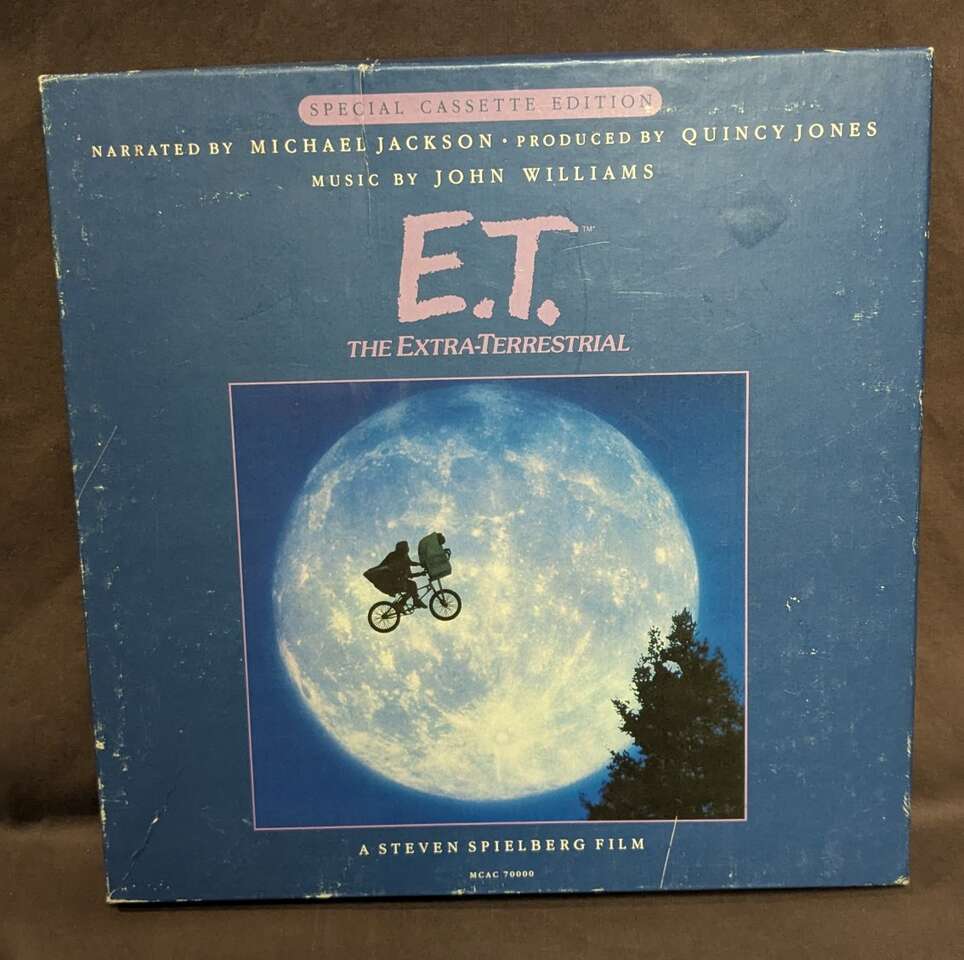 SPECIAL CASSETTE EDITION
NARRATED BY MICHAEL JACKSON · PRODUCED BY QUINCY JONES
MUSIC BY JOHN WILLIAMS
E.T.™
THE EXTRA-TERRESTRIAL
A STEVEN SPIELBERG FILM
MCAC 70000